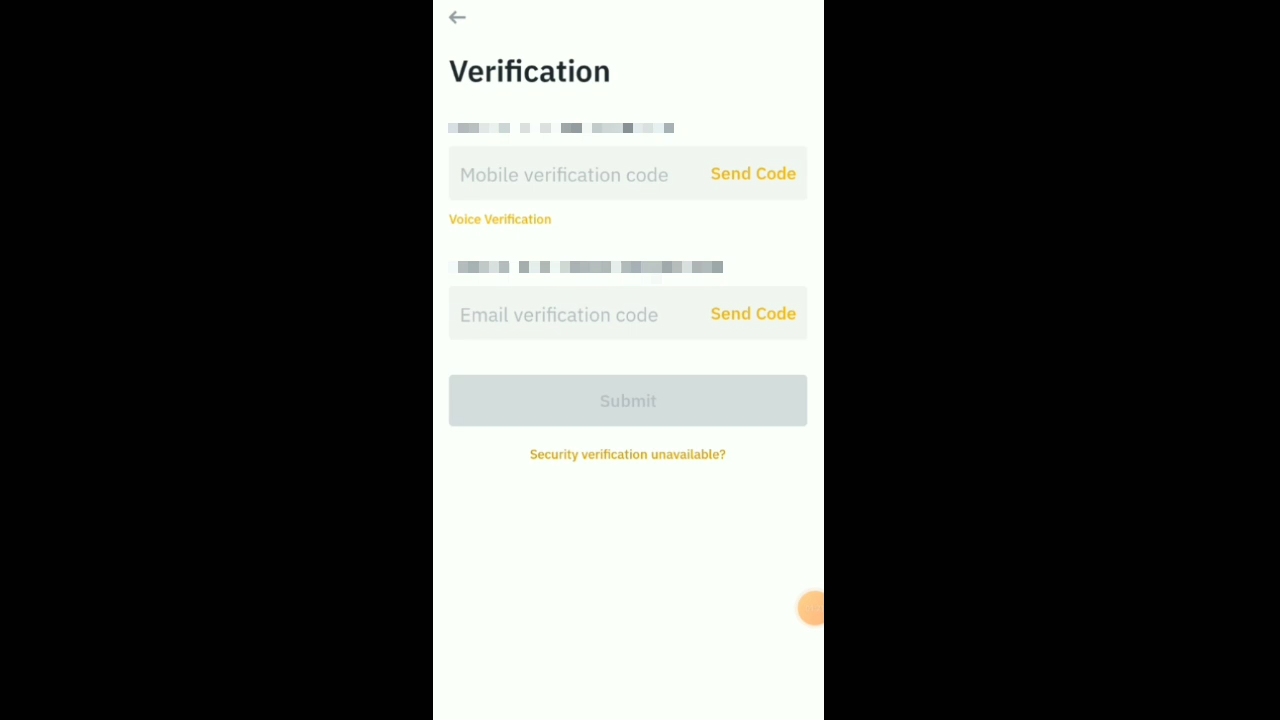 Verification
Mobile verification code Send Code
Voice Verification
Email verification code Send Code
Submit
Security verification unavailable?